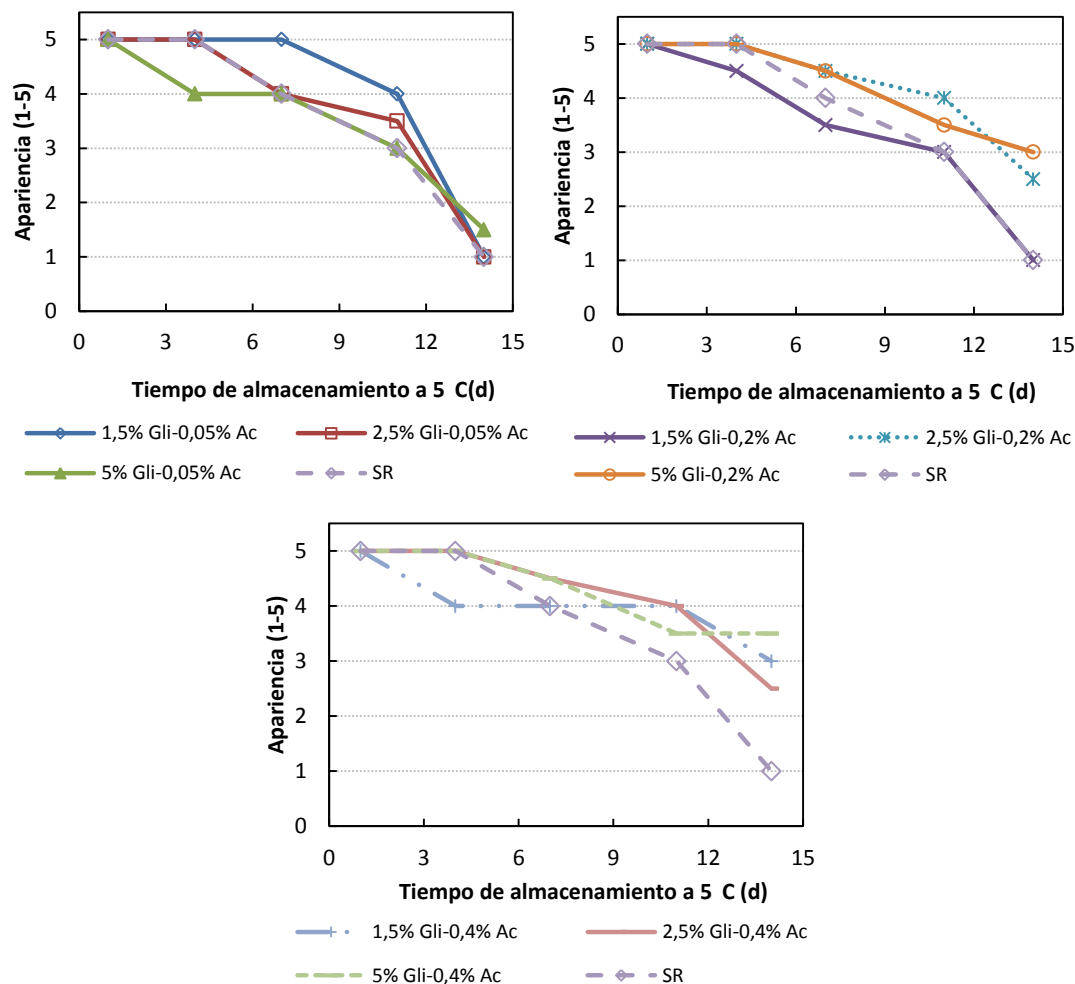 Apariencia (1-5)
5
4
3
2
1
0
0 3 6 9 12 15
Tiempo de almacenamiento a 5 C(d)
1,5% Gli-0,05% Ac
2,5% Gli-0,05% Ac
5% Gli-0,05% Ac
SR
Apariencia (1-5)
5
4
3
2
1
0
0 3 6 9 12 15
Tiempo de almacenamiento a 5 C (d)
1,5% Gli-0,2% Ac
2,5% Gli-0,2% Ac
5% Gli-0,2% Ac
SR
Apariencia (1-5)
5
4
3
2
1
0
0 3 6 9 12 15
Tiempo de almacenamiento a 5 C (d)
1,5% Gli-0,4% Ac
2,5% Gli-0,4% Ac
5% Gli-0,4% Ac
SR